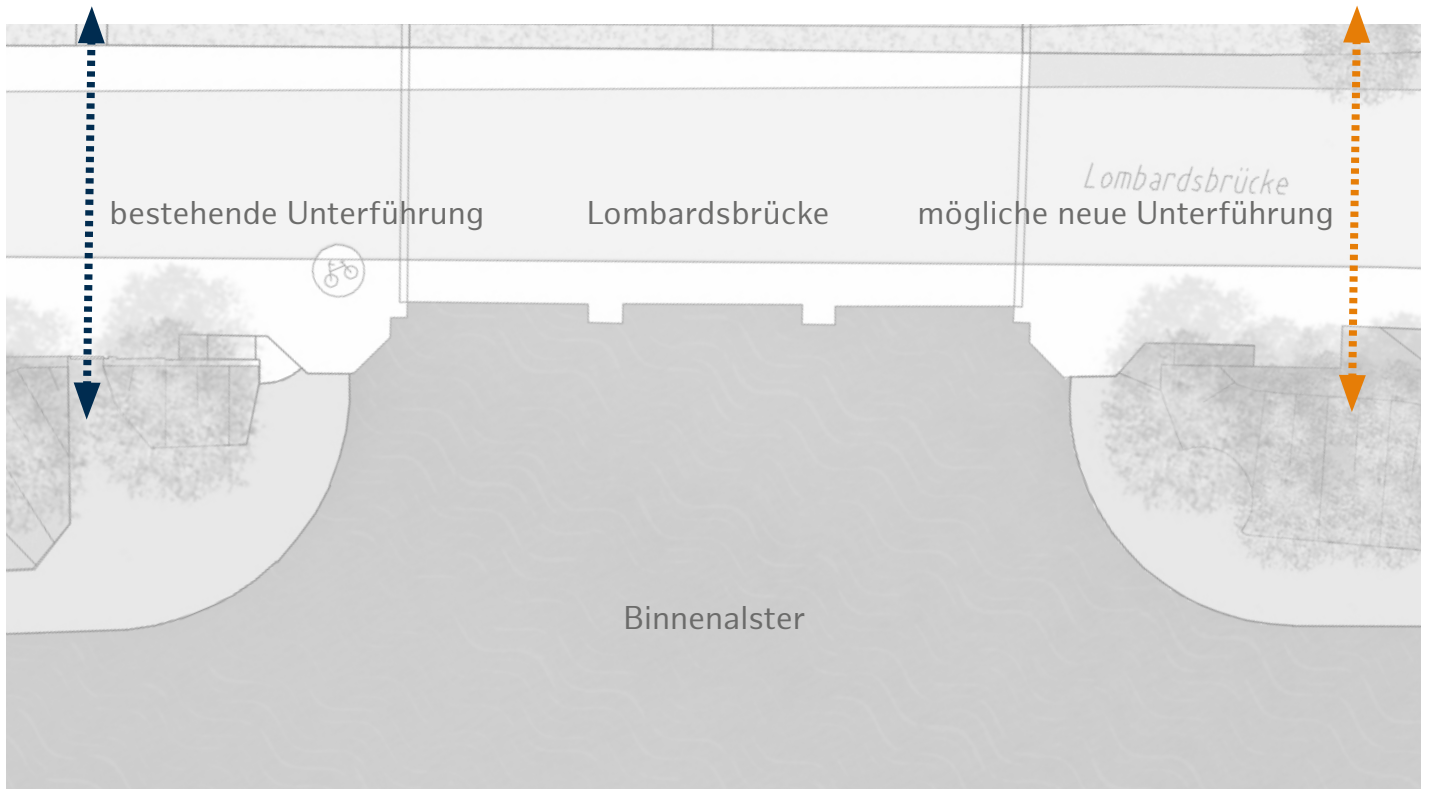 Lombardsbrücke
bestehende Unterführung
Lombardsbrücke
mögliche neue Unterführung
Binnenalster